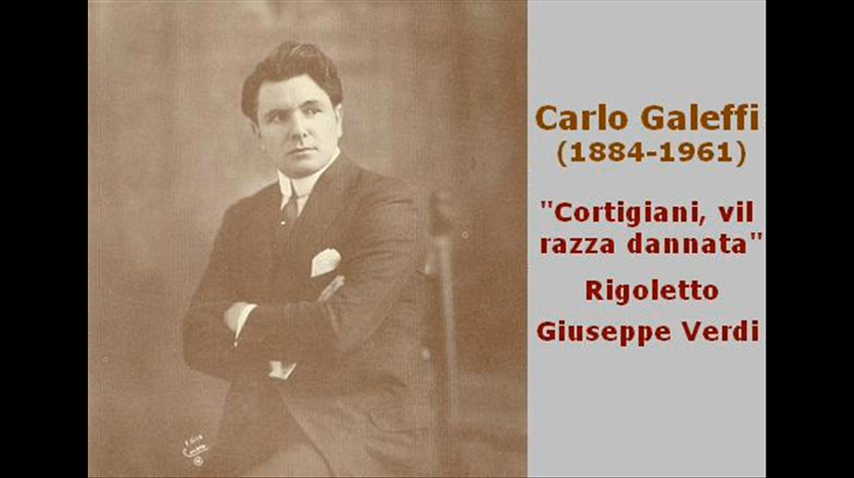 Carlo Galeffi
(1884-1961)
"Cortigiani, vil
razza dannata"
Rigoletto
Giuseppe Verdi